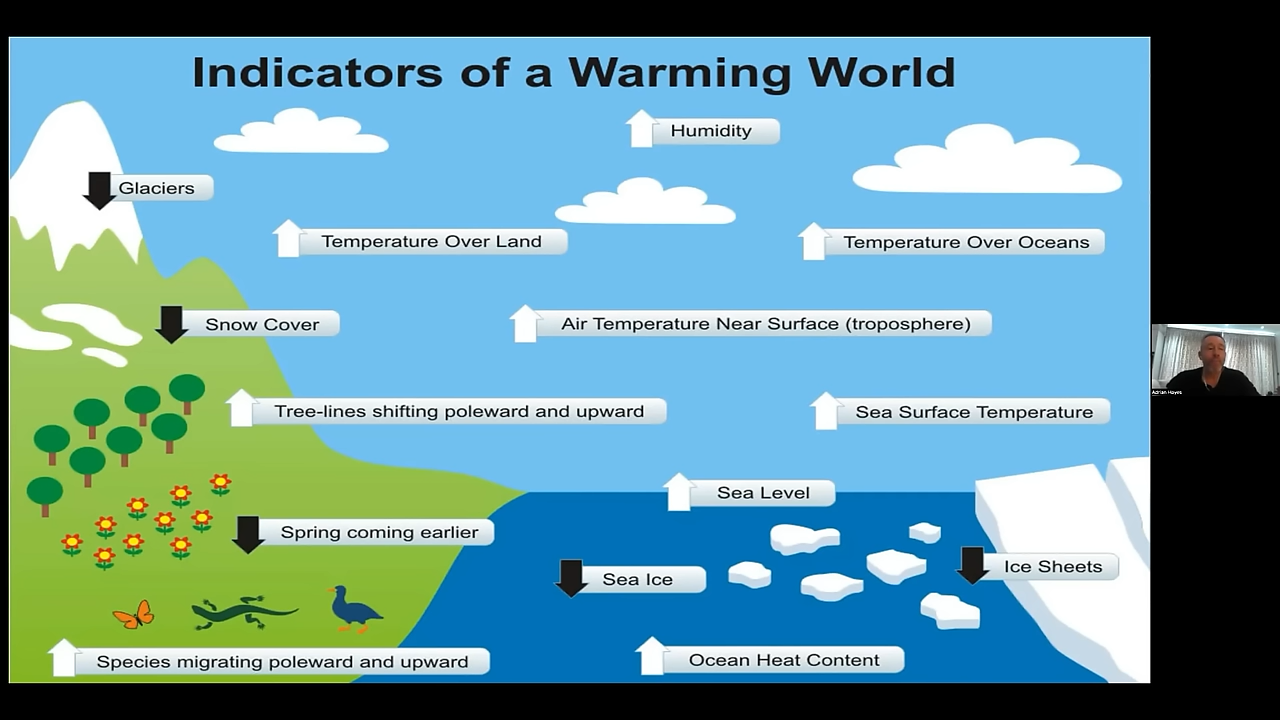 Indicators of a Warming World
Humidity
Glaciers
Temperature Over Land
Temperature Over Oceans
Snow Cover
Air Temperature Near Surface (troposphere)
Tree-lines shifting poleward and upward
Sea Surface Temperature
Sea Level
Spring coming earlier
Sea Ice
Ice Sheets
Species migrating poleward and upward
Ocean Heat Content
Adrian Hayes